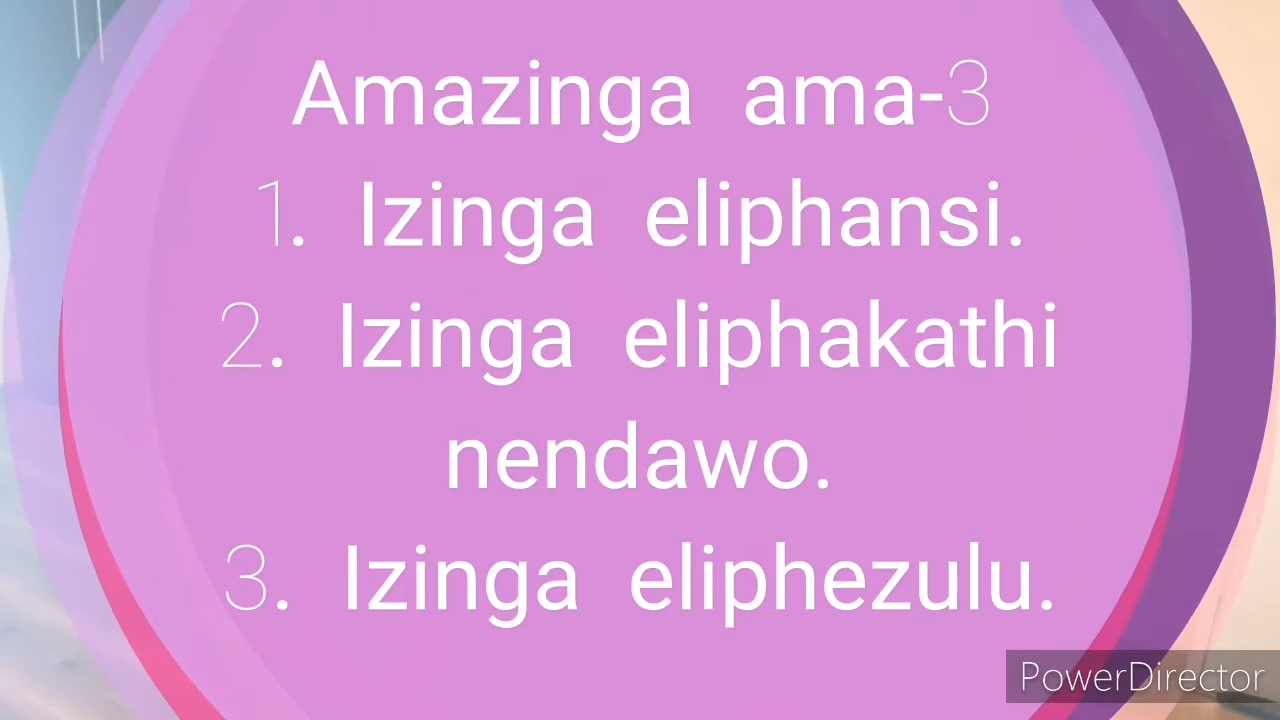 Amazinga ama-3
1. Izinga eliphansi.
2. Izinga eliphakathi
nendawo.
3. Izinga eliphezulu.
PowerDirector